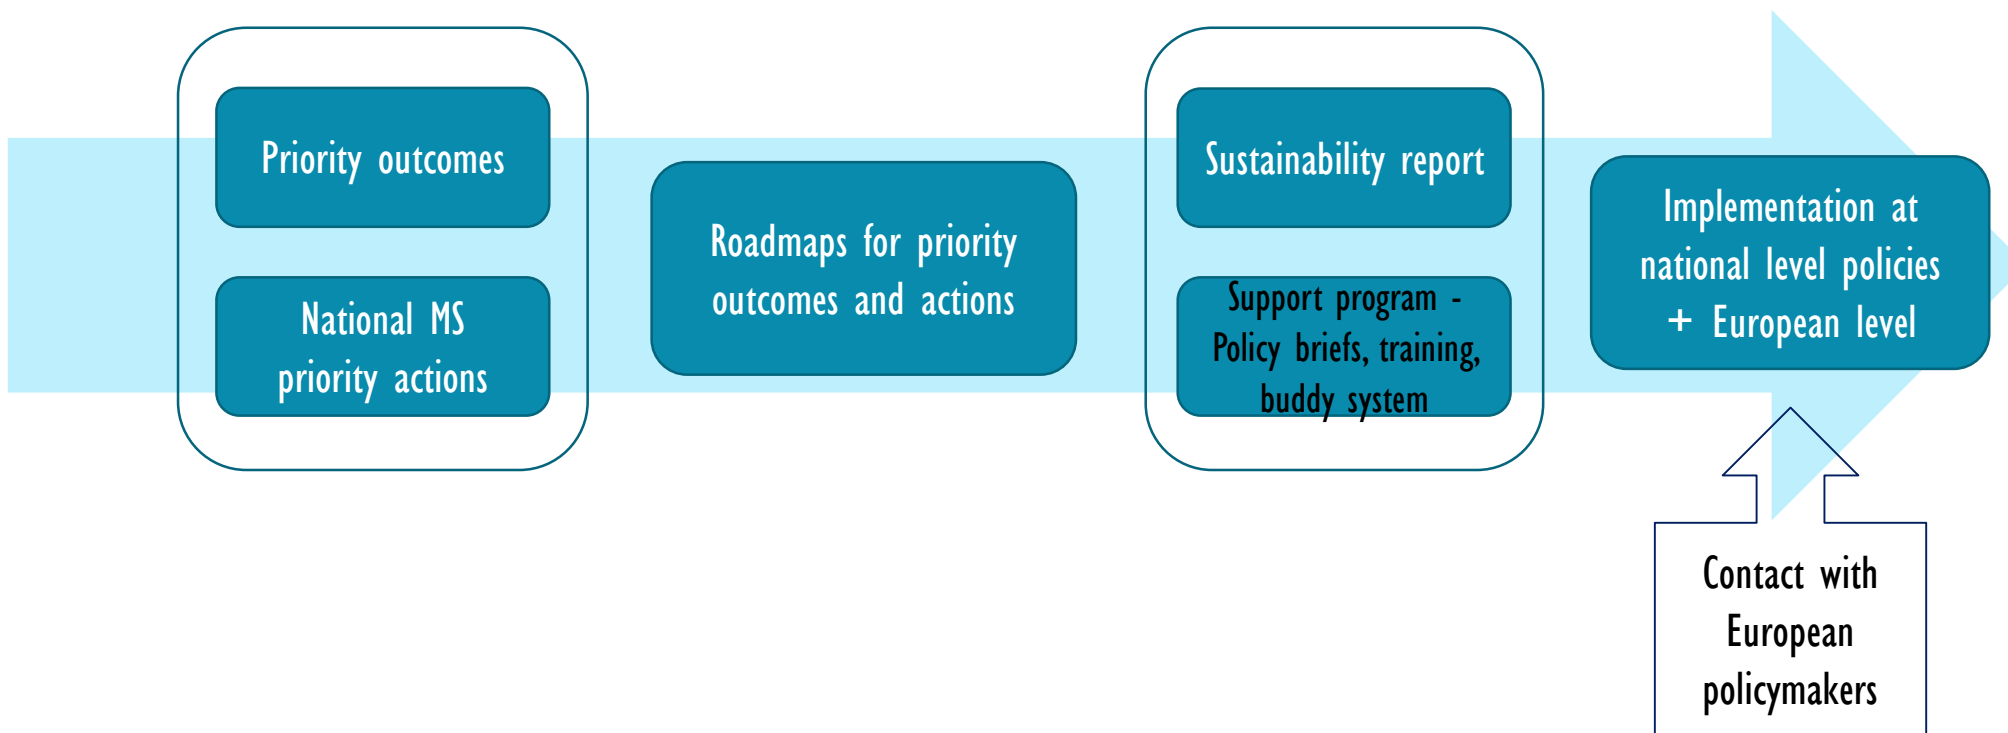 Priority outcomes
National MS
priority actions
Roadmaps for priority
outcomes and actions
Sustainability report
Support program -
Policy briefs, training,
buddy system
Implementation at
national level policies
+ European level
Contact with
European
policymakers